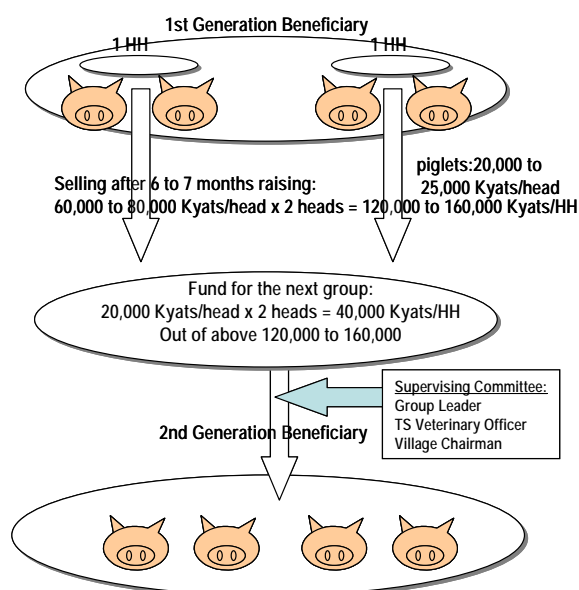 1st Generation Beneficiary
1 HH
1 HH
piglets:20,000 to
25,000 Kyats/head
Selling after 6 to 7 months raising:
60,000 to 80,000 Kyats/head x 2 heads = 120,000 to 160,000 Kyats/HH
Fund for the next group:
20,000 Kyats/head x 2 heads = 40,000 Kyats/HH
Out of above 120,000 to 160,000
Supervising Committee:
Group Leader
TS Veterinary Officer
Village Chairman
2nd Generation Beneficiary